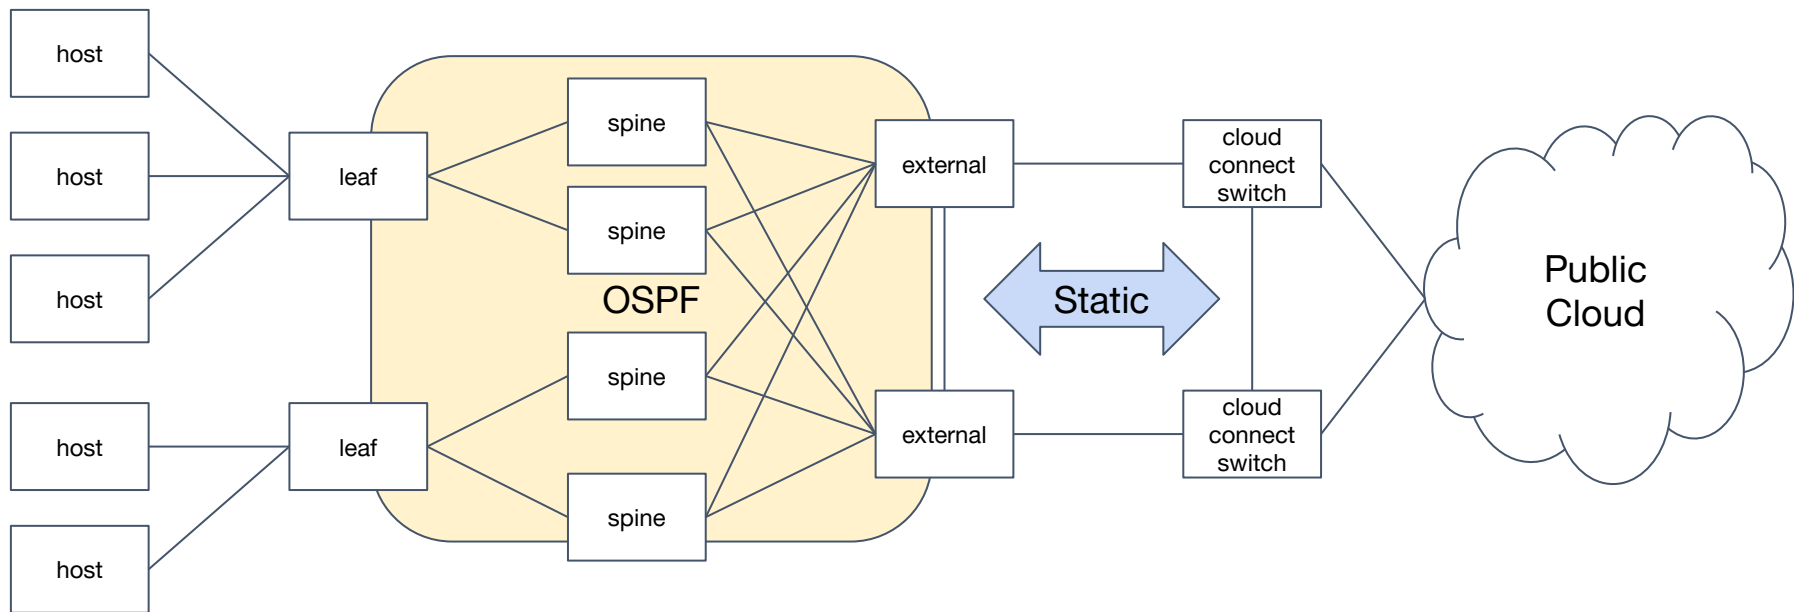 host
host
host
host
host
leaf
leaf
spine
spine
OSPF
spine
spine
external
external
Static
cloud
connect
switch
cloud
connect
switch
Public
Cloud